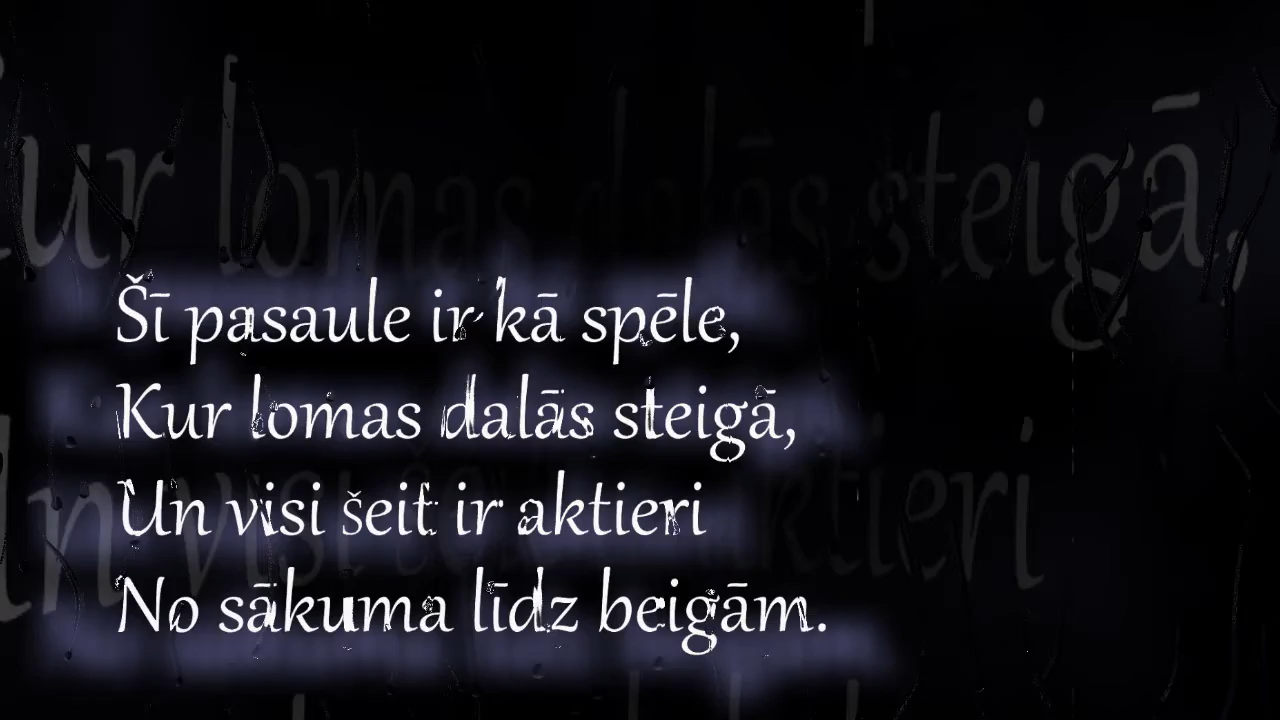 Šī pasaule ir kā spēle,
Kur lomas dalās steigā,
Un visi šeit ir aktieri
No sākuma līdz beigām.